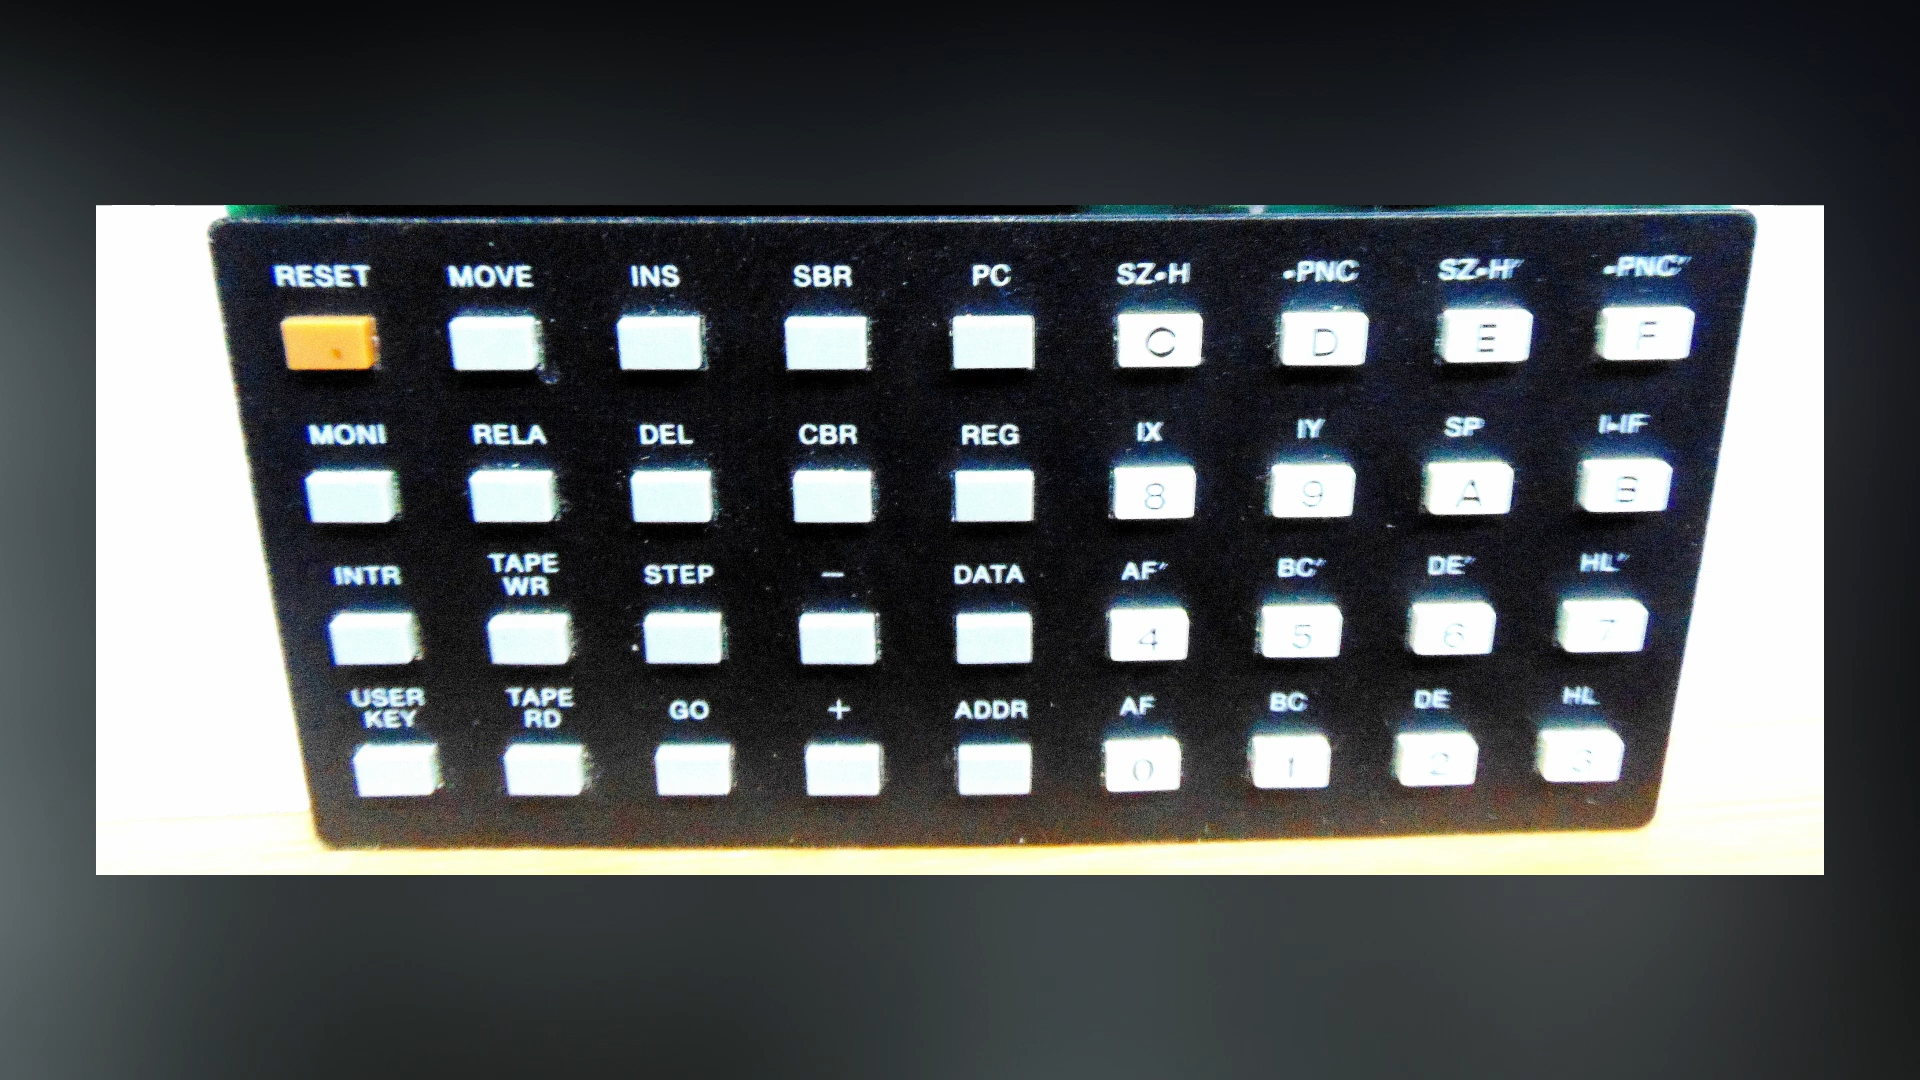 RESET MOVE INS SBR PC SZ•H •PNC SZ•H′ •PNC′
C D E F
MONI RELA DEL CBR REG IX IY SP I•IF
8 9 A B
INTR TAPE WR STEP − DATA AF′ BC′ DE′ HL′
4 5 6 7
USER KEY TAPE RD GO + ADDR AF BC DE HL
0 1 2 3